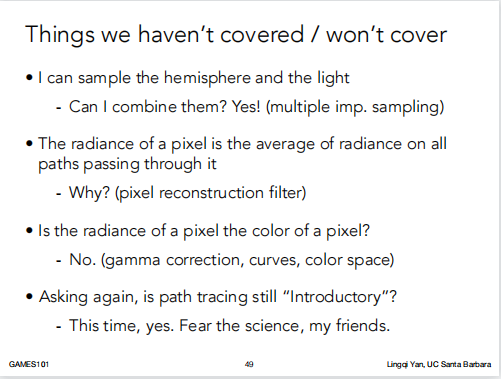 Things we haven’t covered / won’t cover
• I can sample the hemisphere and the light
- Can I combine them? Yes! (multiple imp. sampling)
• The radiance of a pixel is the average of radiance on all
paths passing through it
- Why? (pixel reconstruction filter)
• Is the radiance of a pixel the color of a pixel?
- No. (gamma correction, curves, color space)
• Asking again, is path tracing still “Introductory”?
- This time, yes. Fear the science, my friends.
GAMES101 49 Lingqi Yan, UC Santa Barbara